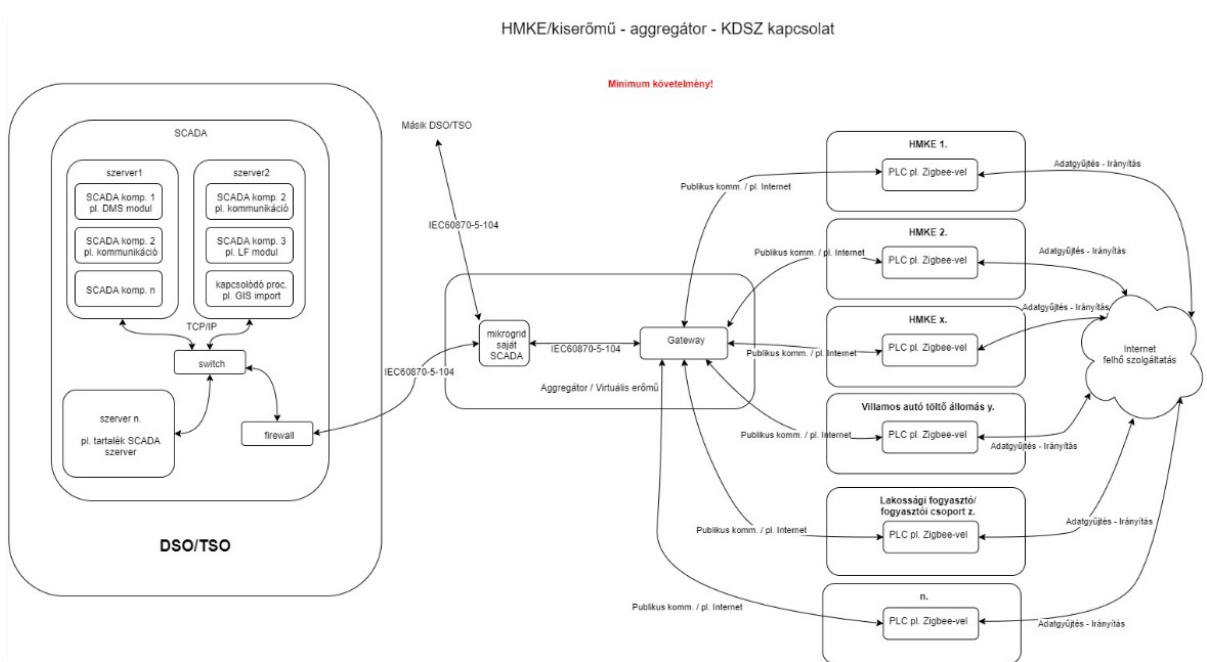 HMKE/kiserőmű - aggregátor - KDSZ kapcsolat
Minimum követelmény!
SCADA
szerver1
SCADA komp. 1
pl. DMS modul
SCADA komp. 2
pl. kommunikáció
SCADA komp. n
szerver2
SCADA komp. 2
pl. kommunikáció
SCADA komp. 3
pl. LF modul
kapcsolódó proc.
pl. GIS import
TCP/IP
switch
szerver n.
pl. tartalék SCADA
szerver
firewall
DSO/TSO
Másik DSO/TSO
IEC60870-5-104
IEC60870-5-104
mikrogrid
saját
SCADA
IEC60870-5-104
Gateway
Aggregátor / Virtuális erőmű
Publikus komm. / pl. Internet
Publikus komm. / pl. Internet
Publikus komm. / pl. Internet
Publikus komm. / pl. Internet
Publikus komm. / pl. Internet
Publikus komm. / pl. Internet
HMKE 1.
PLC pl. Zigbee-vel
HMKE 2.
PLC pl. Zigbee-vel
HMKE x.
PLC pl. Zigbee-vel
Villamos autó töltő állomás y.
PLC pl. Zigbee-vel
Lakossági fogyasztó/
fogyasztói csoport z.
PLC pl. Zigbee-vel
n.
PLC pl. Zigbee-vel
Adatgyűjtés - Irányítás
Adatgyűjtés - Irányítás
Adatgyűjtés - Irányítás
Adatgyűjtés - Irányítás
Adatgyűjtés - Irányítás
Adatgyűjtés - Irányítás
Internet
felhő szolgáltatás